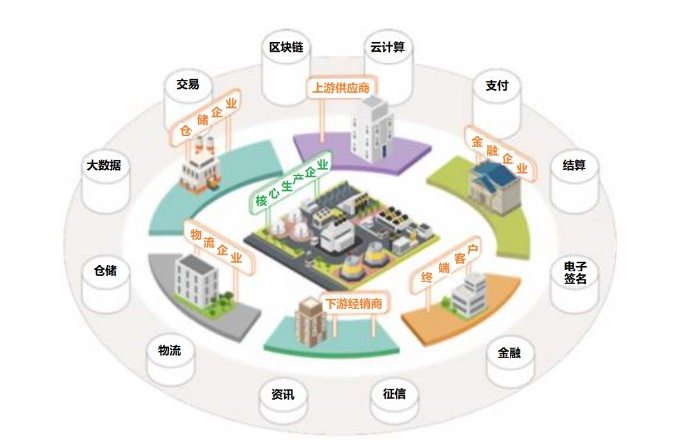 区块链
云计算
交易
支付
上游供应商
仓储企业
金融企业
大数据
核心生产企业
结算
物流企业
终端客户
仓储
电子
签名
下游经销商
物流
金融
资讯
征信